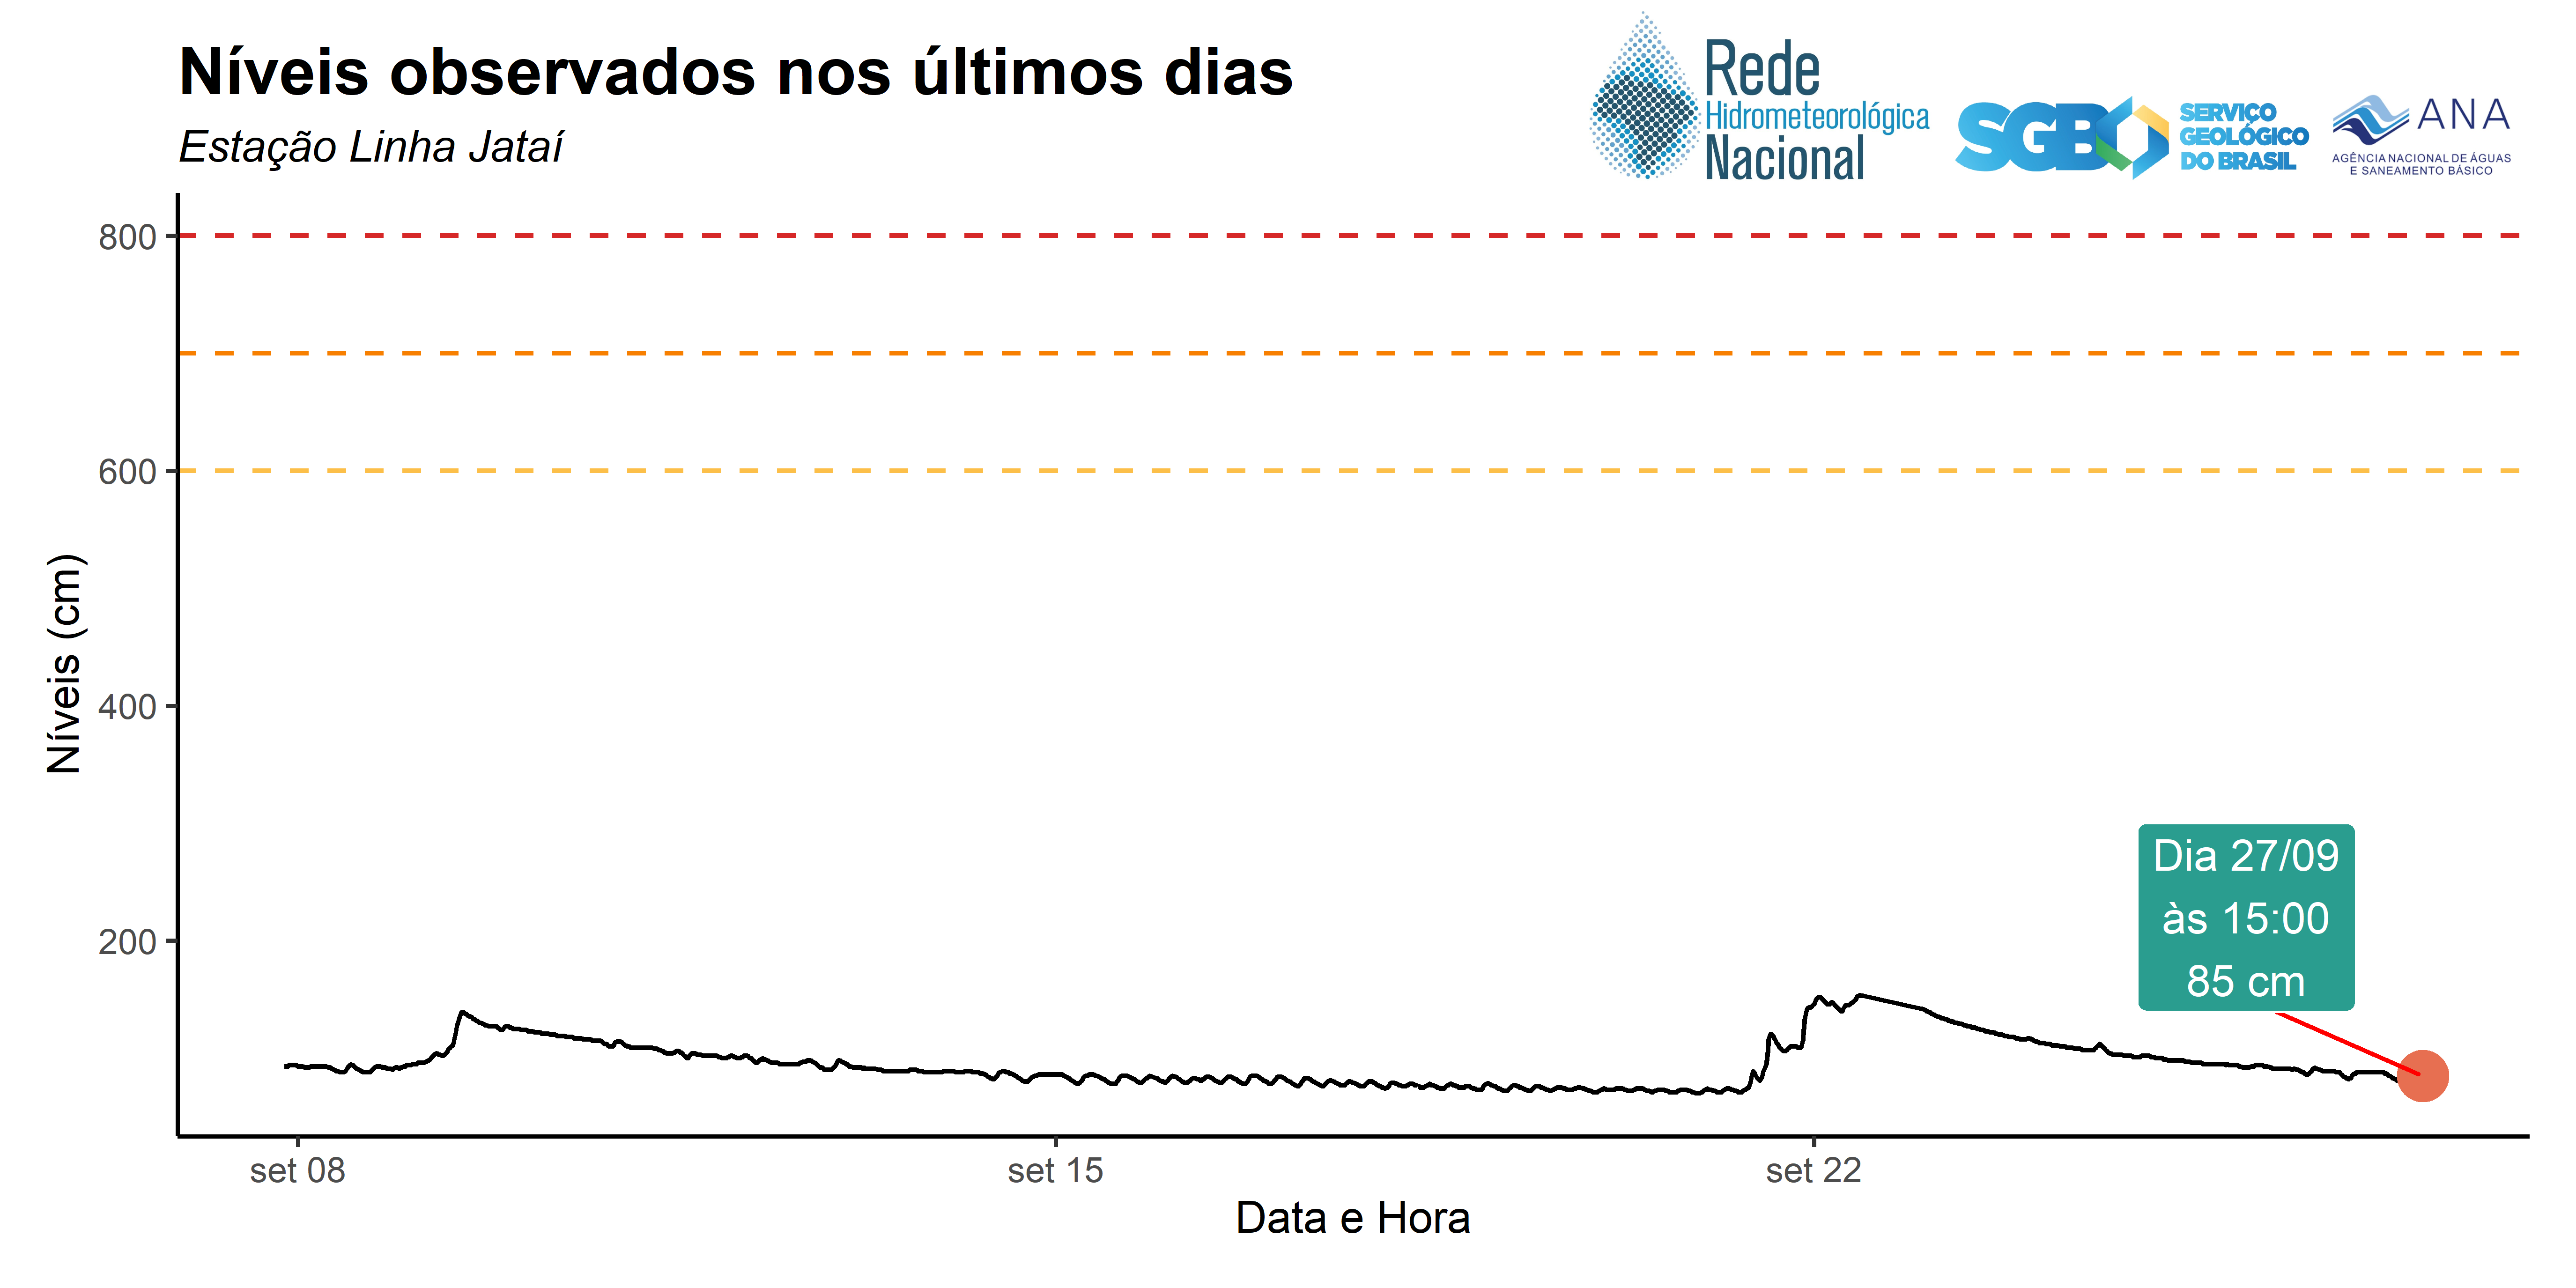 Níveis observados nos últimos dias
Estação Linha Jataí
Rede
Hidrometeorológica
Nacional
SGB
SERVIÇO
GEOLÓGICO
DO BRASIL
ANA
AGÊNCIA NACIONAL DE ÁGUAS
E SANEAMENTO BÁSICO
800
600
400
200
Níveis (cm)
Dia 27/09
às 15:00
85 cm
set 08
set 15
set 22
Data e Hora